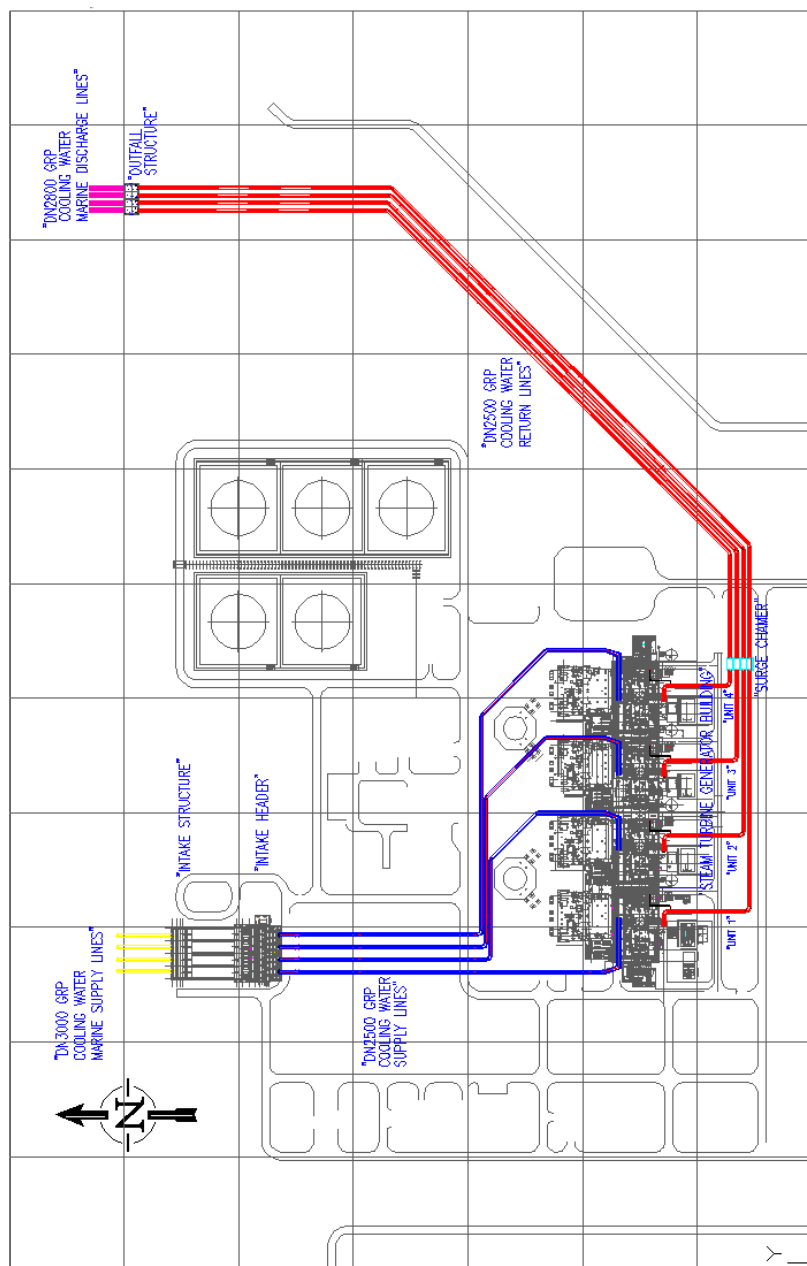 "DN2800 GRP
COOLING WATER
MARINE DISCHARGE LINES"
"OUTFALL
STRUCTURE"
"DN2500 GRP
COOLING WATER
RETURN LINES"
"SURGE CHAMER"
"STEAM TURBINE GENERATOR BUILDING"
"UNIT 4"
"UNIT 3"
"UNIT 2"
"UNIT 1"
"INTAKE STRUCTURE"
"INTAKE HEADER"
"DN3000 GRP
COOLING WATER
MARINE SUPPLY LINES"
"DN2500 GRP
COOLING WATER
SUPPLY LINES"
N
Y